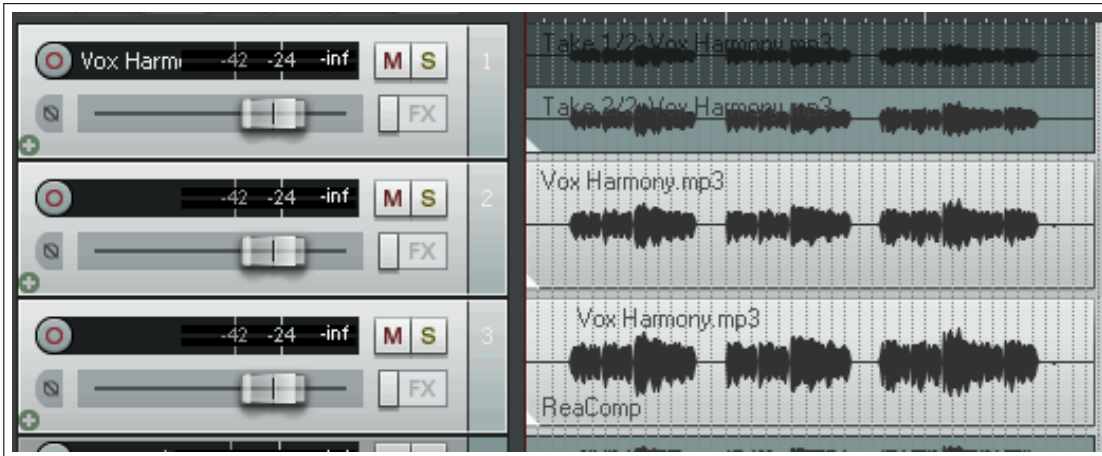 Vox Harm -42 -24 -inf M S 1
FX
Take 1/2: Vox Harmony.mp3
Take 2/2: Vox Harmony.mp3
-42 -24 -inf M S 2
FX
Vox Harmony.mp3
-42 -24 -inf M S 3
FX
Vox Harmony.mp3
ReaComp